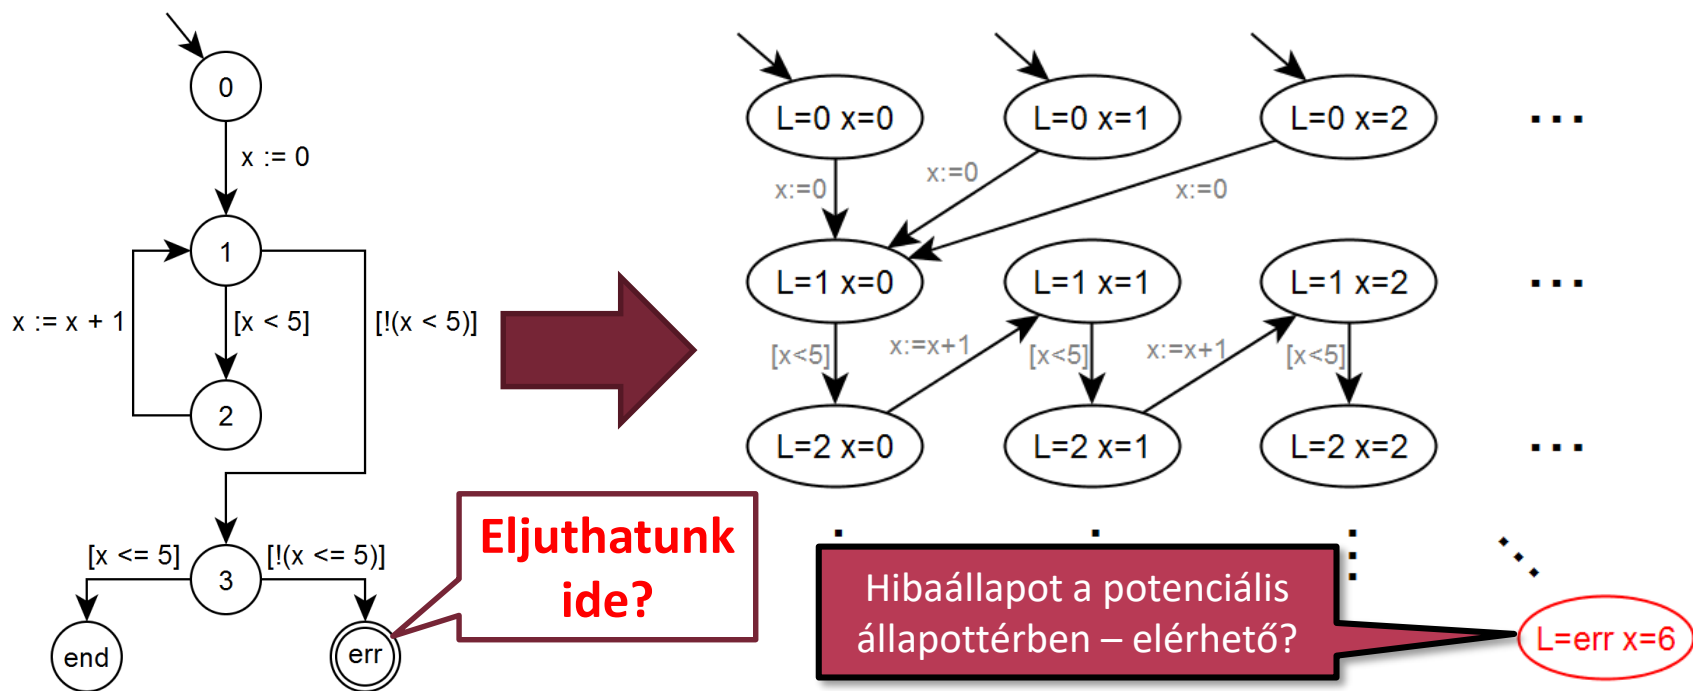 0
x := 0
1
x := x + 1
[x < 5]
[!(x < 5)]
2
[x <= 5]
3
[!(x <= 5)]
end
err
Eljuthatunk
ide?
L=0 x=0
L=0 x=1
L=0 x=2
...
x:=0
x:=0
x:=0
L=1 x=0
L=1 x=1
L=1 x=2
...
[x<5]
x:=x+1
[x<5]
x:=x+1
[x<5]
L=2 x=0
L=2 x=1
L=2 x=2
...
Hibaállapot a potenciális
állapottérben – elérhető?
L=err x=6